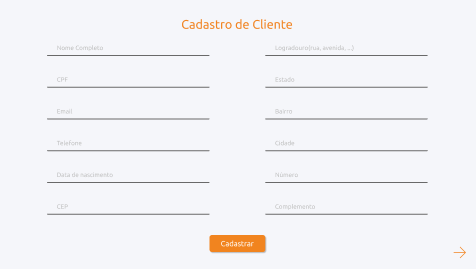 Cadastro de Cliente
Nome Completo
CPF
Email
Telefone
Data de nascimento
CEP
Logradouro(rua, avenida,...)
Estado
Bairro
Cidade
Número
Complemento
Cadastrar